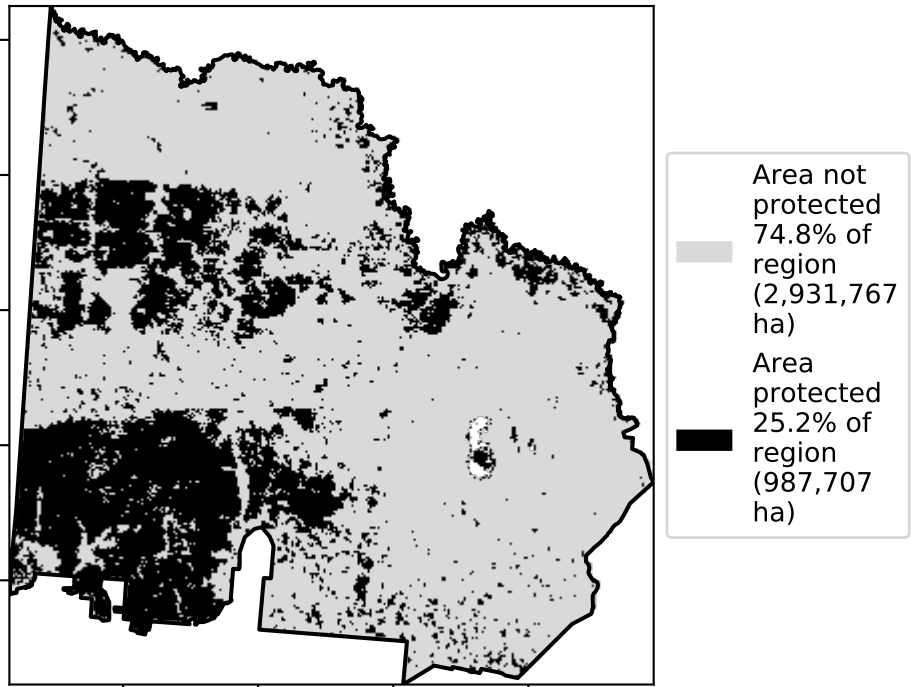 Area not
protected
74.8% of
region
(2,931,767
ha)
Area
protected
25.2% of
region
(987,707
ha)